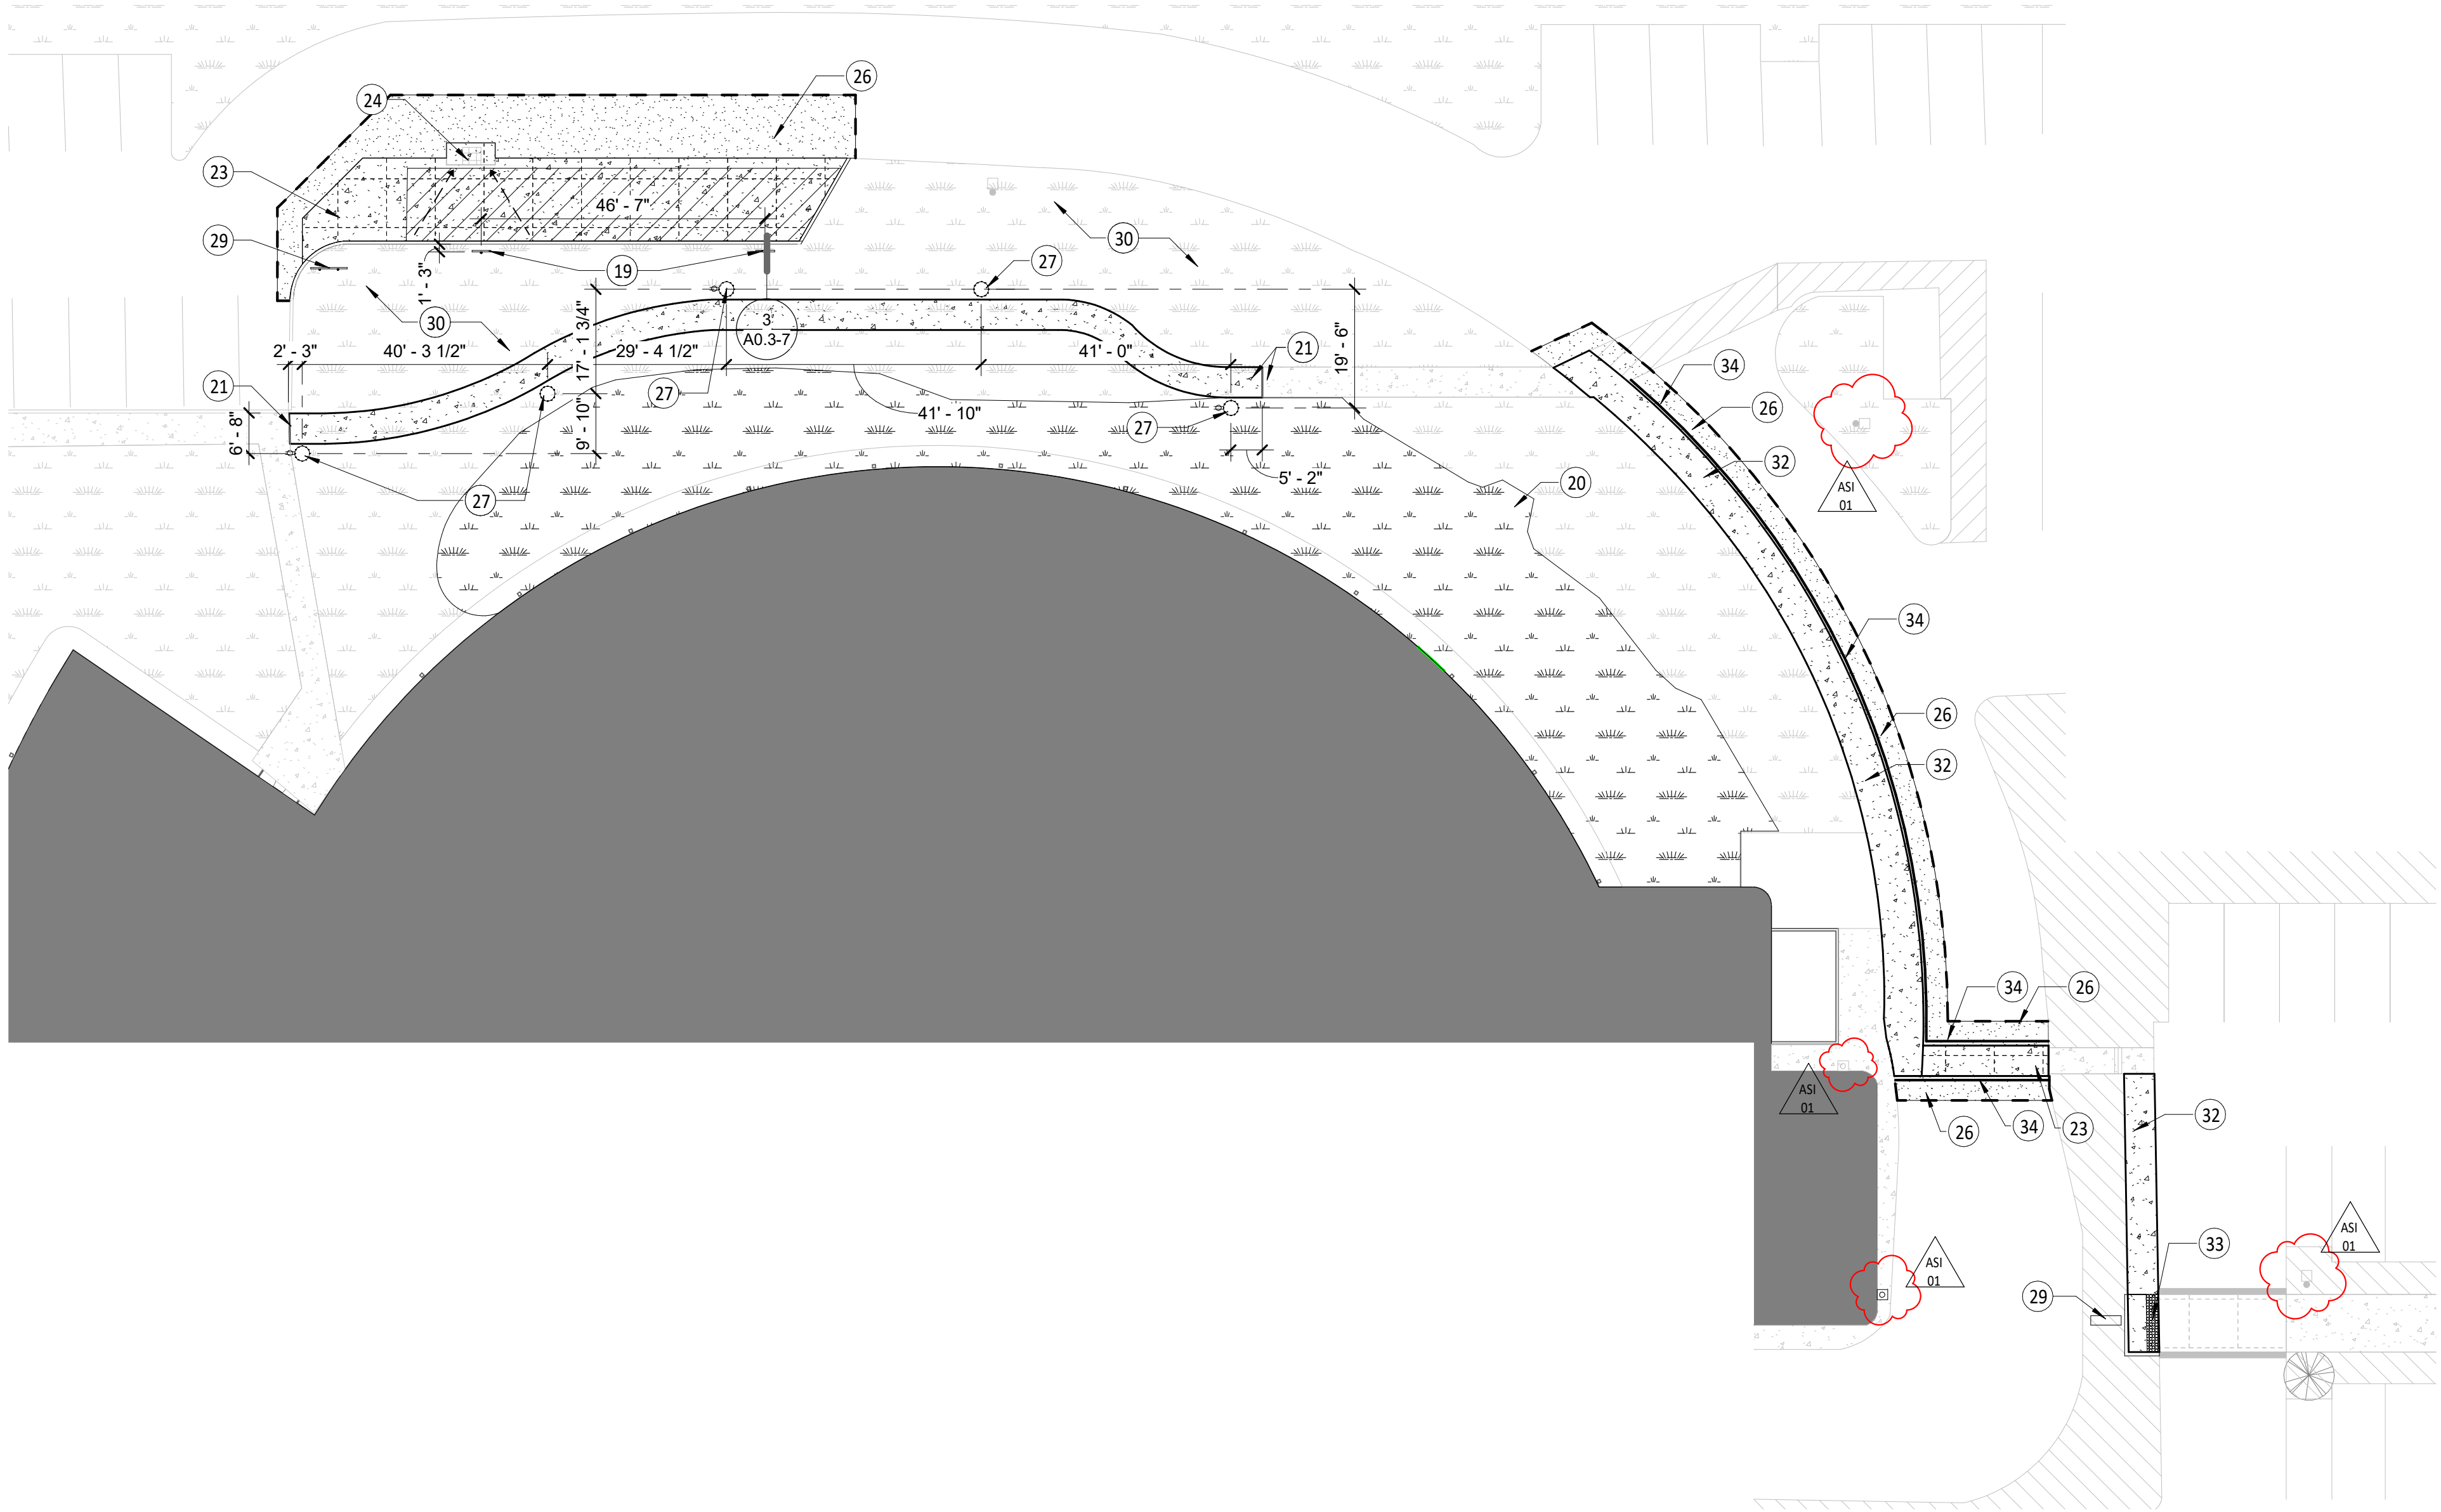 26
24
23
46' - 7"
29
30
19
27
1' - 3"
30
3
A0.3-7
17' - 1 3/4"
19' - 6"
2' - 3"
40' - 3 1/2"
29' - 4 1/2"
41' - 0"
21
34
21
27
26
41' - 10"
9' - 10"
6' - 8"
27
32
5' - 2"
20
ASI
01
27
34
26
32
34
26
ASI
01
32
26
34
23
ASI
01
33
ASI
01
29